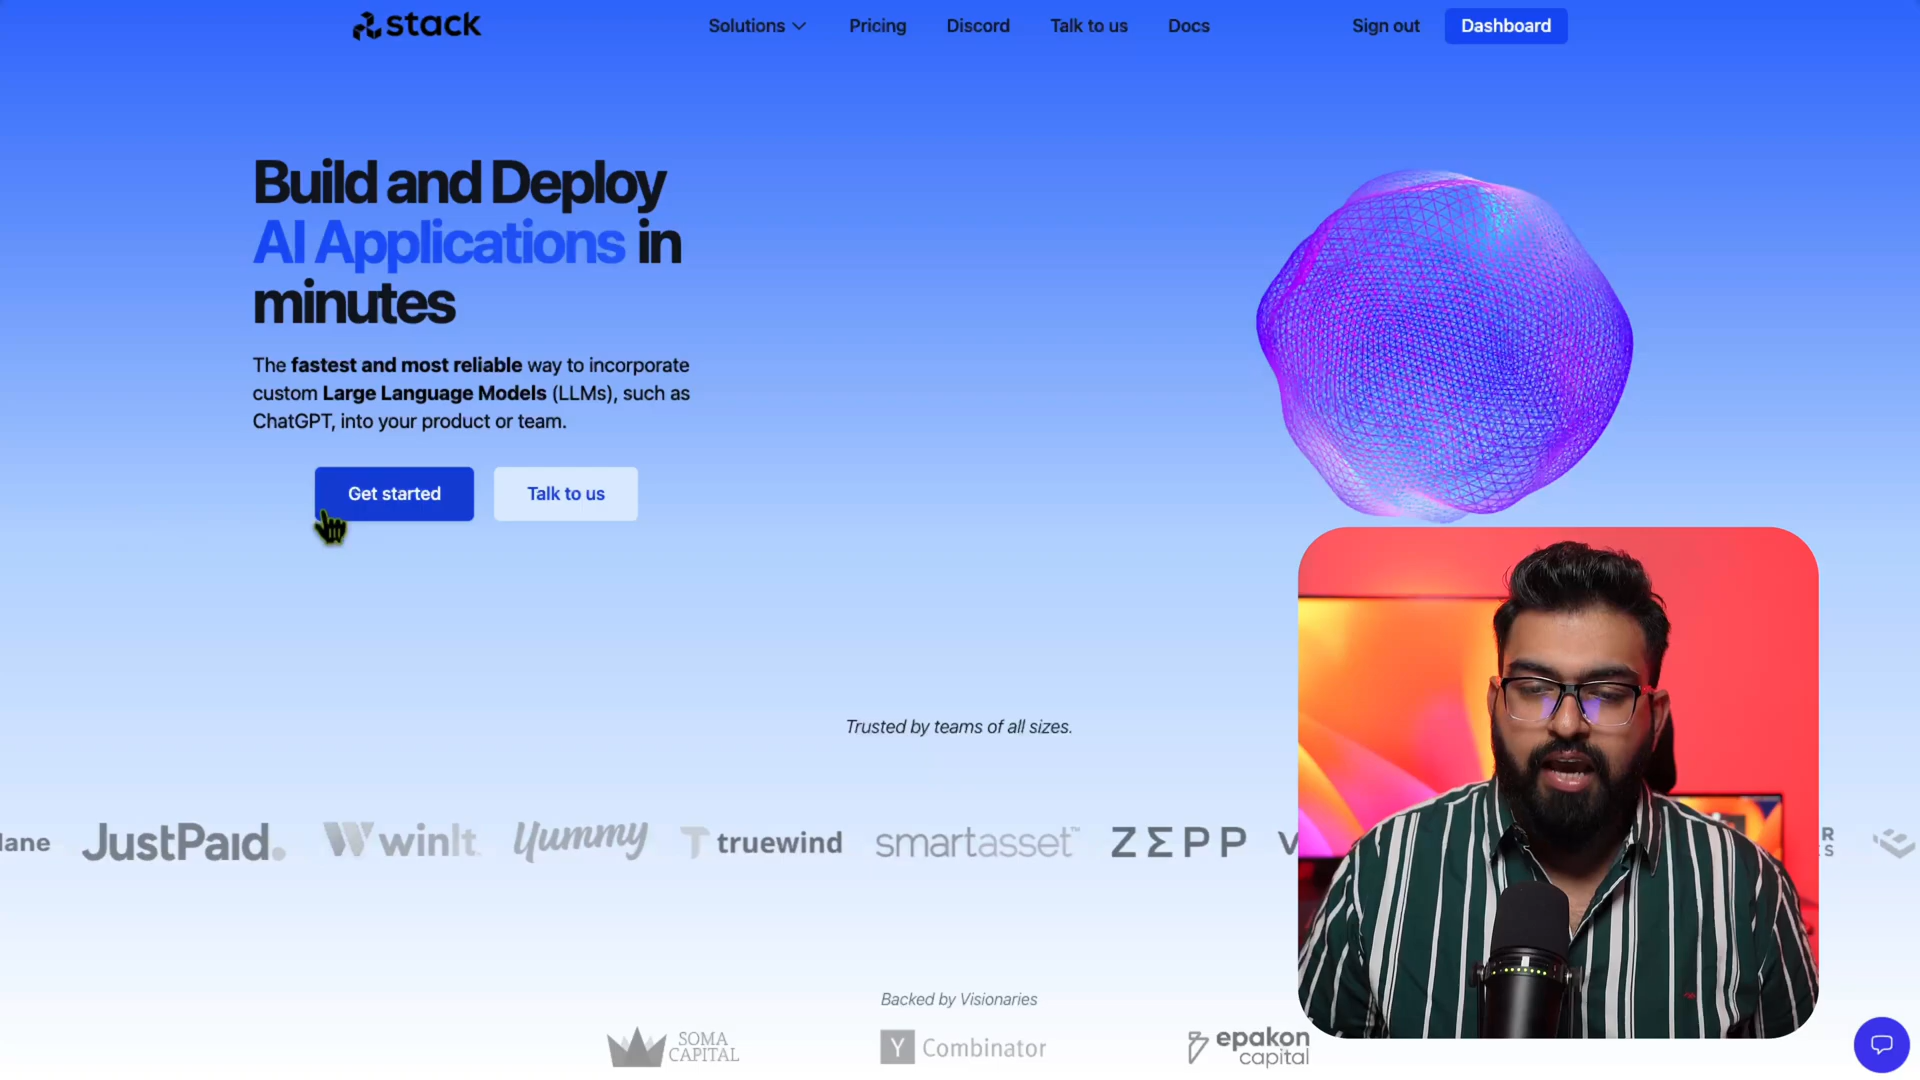 stack
Solutions
Pricing
Discord
Talk to us
Docs
Sign out
Dashboard
Build and Deploy
AI Applications in
minutes
The fastest and most reliable way to incorporate
custom Large Language Models (LLMs), such as
ChatGPT, into your product or team.
Get started
Talk to us
Trusted by teams of all sizes.
lane
JustPaid.
winit
Yummy
truewind
smartasset™
ZΣPP
V
R
S
Backed by Visionaries
SOMA
CAPITAL
Y Combinator
epakon
capital